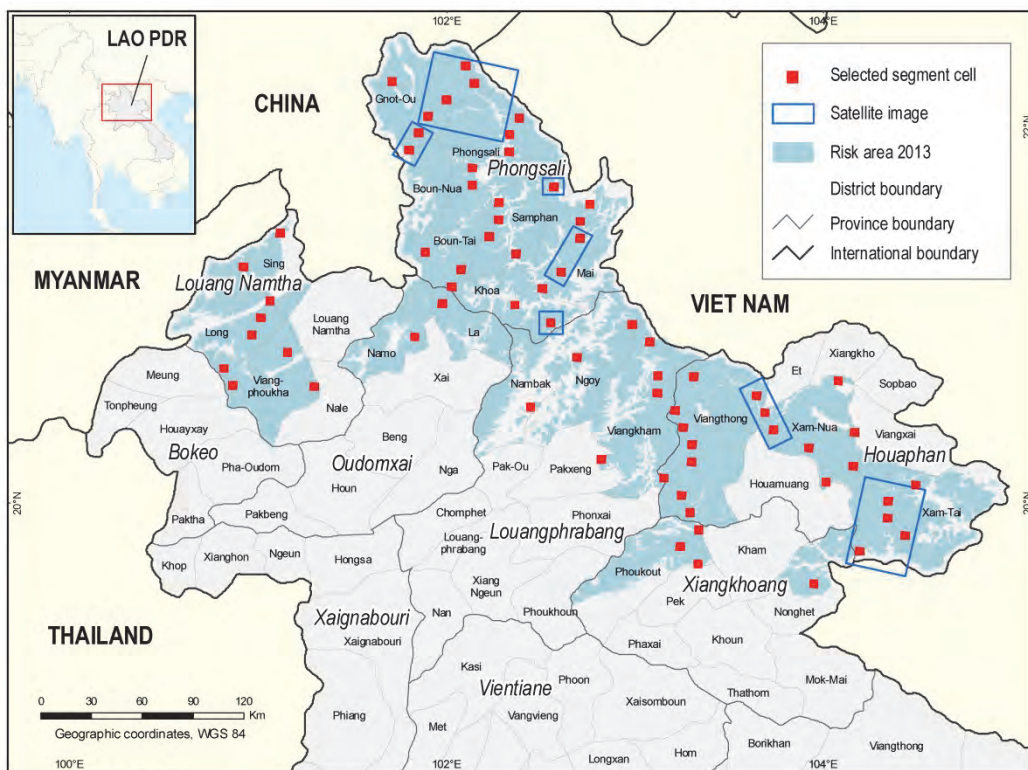 LAO PDR
102°E
104°E
CHINA
Gnot-Ou
Phongsali
Phongsali
Boun-Nua
Samphan
Boun-Tai
Mai
Khoa
Selected segment cell
Satellite image
Risk area 2013
District boundary
Province boundary
International boundary
22°N
MYANMAR
Sing
Louang Namtha
Louang
Namtha
Long
Viang-
phoukha
Nale
VIET NAM
La
Namo
Xai
Nambak
Ngoy
Viangkham
Viangthong
Et
Xiangkho
Sopbao
Xam-Nua
Viangxai
Houaphan
Houamuang
Xam-Tai
Meung
Tonpheung
Houayxay
Bokeo
Pha-Oudom
Paktha
Pakbeng
Beng
Oudomxai
Houn
Nga
Pak-Ou
Pakxeng
Chomphet
Phonxai
Louang-
phrabang
Louangphrabang
20°N
20°N
Khop
Xianghon
Ngeun
Hongsa
Xiang
Ngeun
Phoukout
Kham
Xiangkhoang
Pek
Nonghet
Xaignabouri
Xaignabouri
Nan
Phoukhoun
Phaxai
Khoun
Mok-Mai
THAILAND
Kasi
Vientiane
Phoon
Xaisomboun
Thathom
Phiang
Met
Vangvieng
Longxan
Hom
Borikhan
Viangthong
0 30 60 90 120
Km
Geographic coordinates, WGS 84
100°E
102°E
104°E